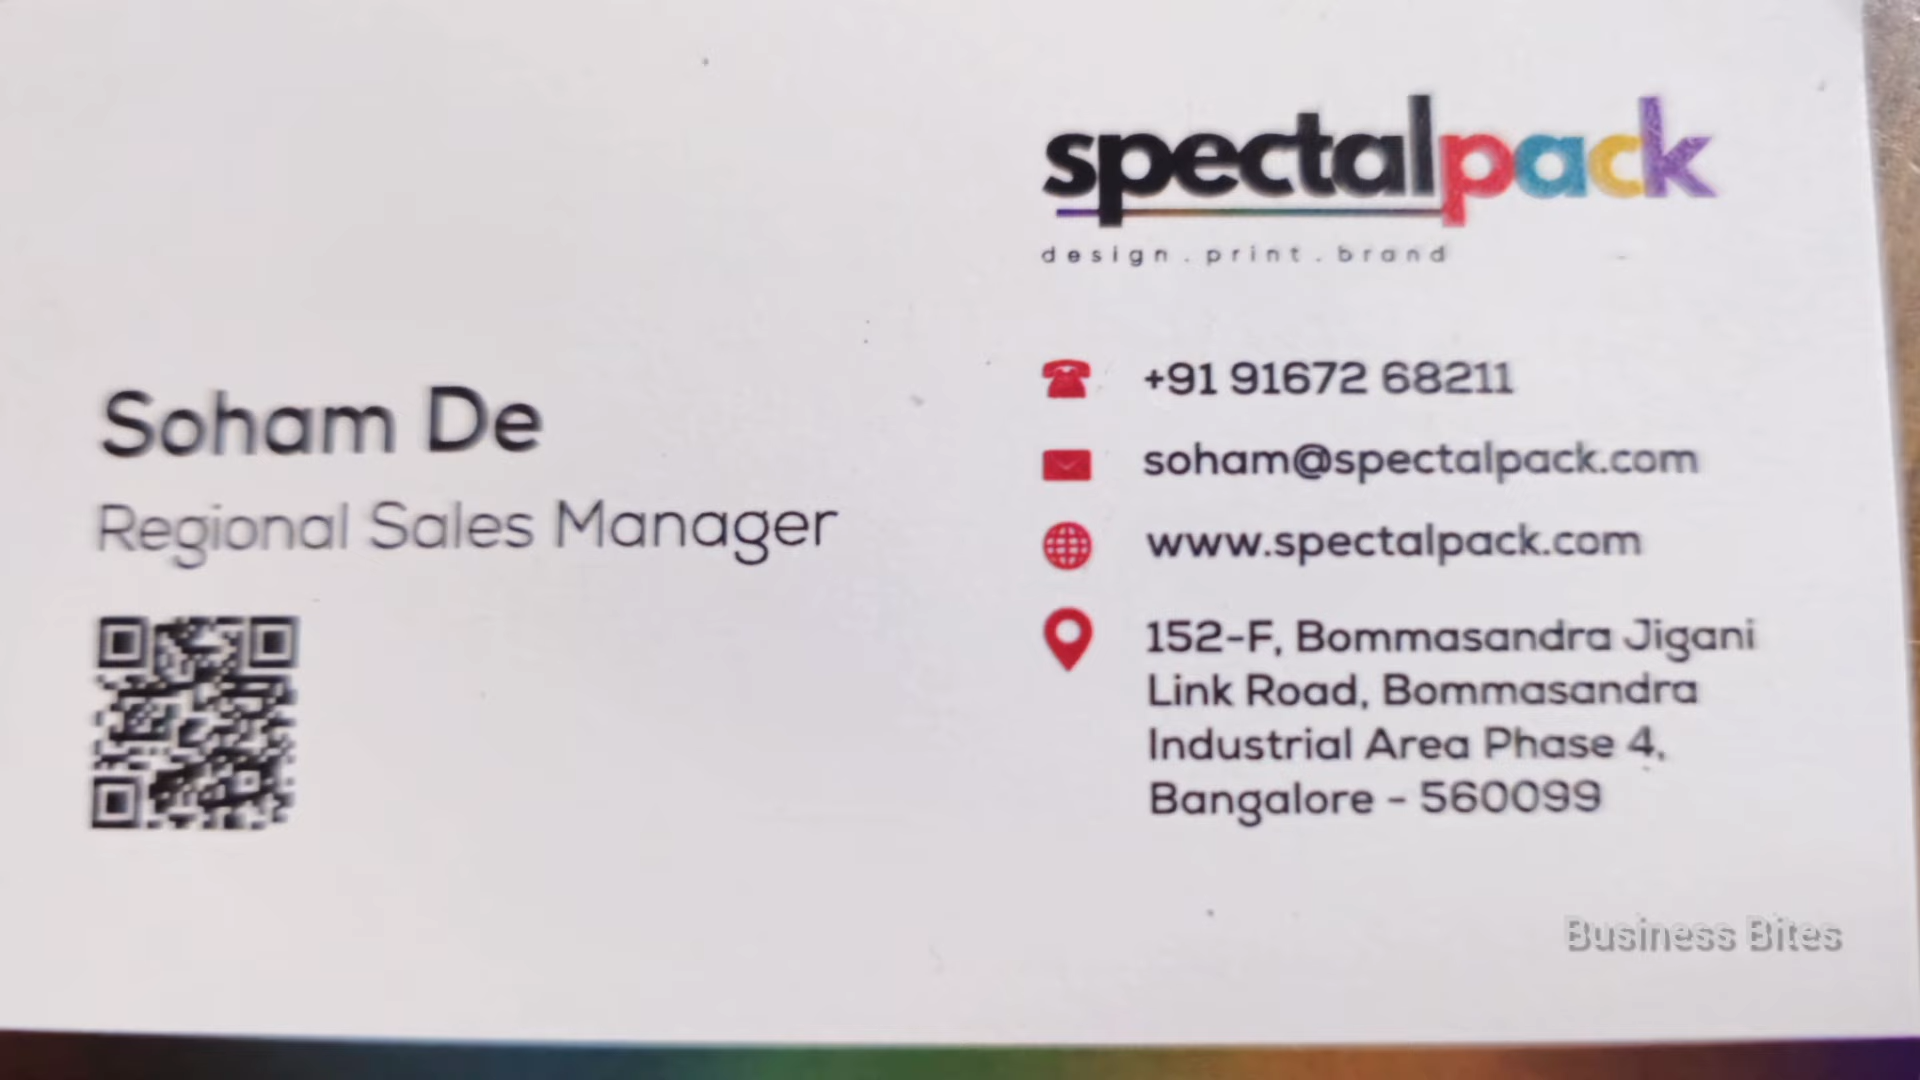 spectalpack
design.print.brand
Soham De
Regional Sales Manager
+91 91672 68211
soham@spectalpack.com
www.spectalpack.com
152-F, Bommasandra Jigani
Link Road, Bommasandra
Industrial Area Phase 4,
Bangalore - 560099
Business Bites